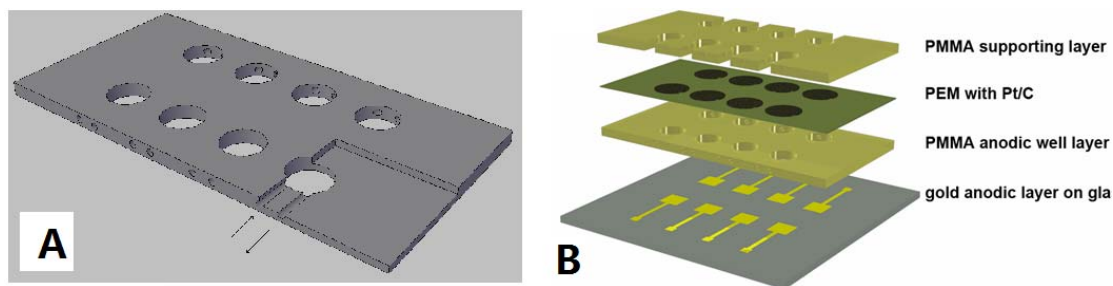 A
B
PMMA supporting layer
PEM with Pt/C
PMMA anodic well layer
gold anodic layer on gla